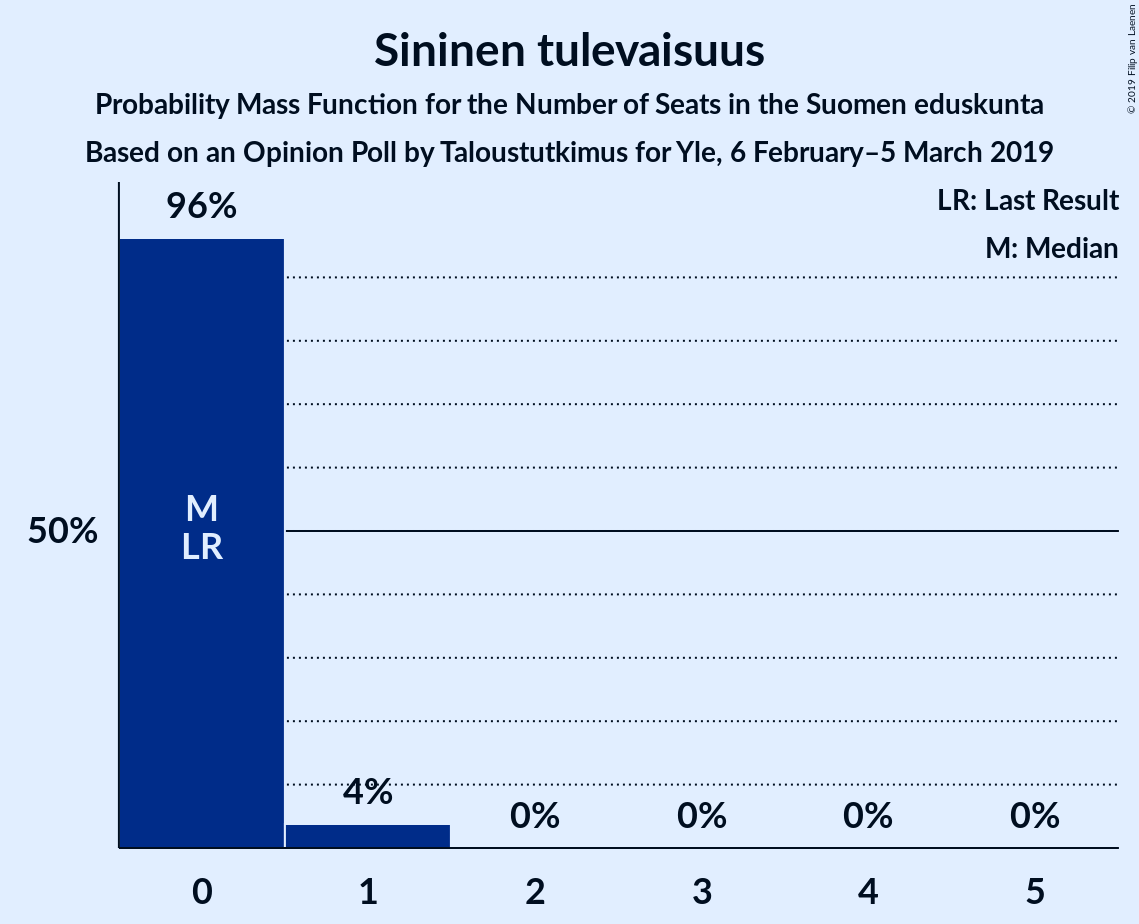 Sininen tulevaisuus
Probability Mass Function for the Number of Seats in the Suomen eduskunta
Based on an Opinion Poll by Taloustutkimus for Yle, 6 February–5 March 2019
© 2019 Filip van Laenen
LR: Last Result
M: Median
96%
50%
M
LR
4%
0%
0%
0%
0%
0
1
2
3
4
5